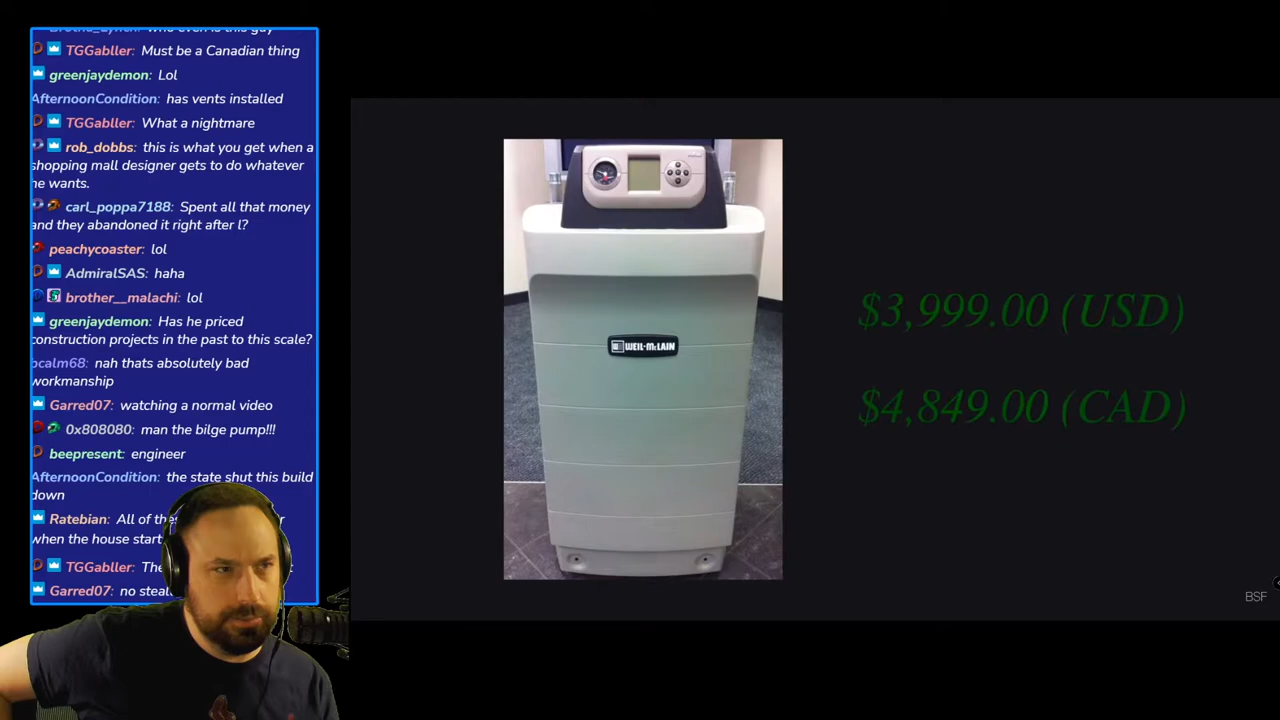 TGGabller: Must be a Canadian thing
greenjaydemon: Lol
AfternoonCondition: has vents installed
TGGabller: What a nightmare
rob_dobbs: this is what you get when a
shopping mall designer gets to do whatever
he wants.
carl_poppa7188: Spent all that money
and they abandoned it right after l?
peachycoaster: lol
AdmiralSAS: haha
brother__malachi: lol
greenjaydemon: Has he priced
construction projects in the past to this scale?
bcalm68: nah thats absolutely bad
workmanship
Garred07: watching a normal video
0x808080: man the bilge pump!!!
beepresent: engineer
AfternoonCondition: the state shut this build
down
Ratebian: All of
when the house
TGGabller:
Garred07: no
WEIL-McLAIN
$3,999.00 (USD)
$4,849.00 (CAD)
BSF